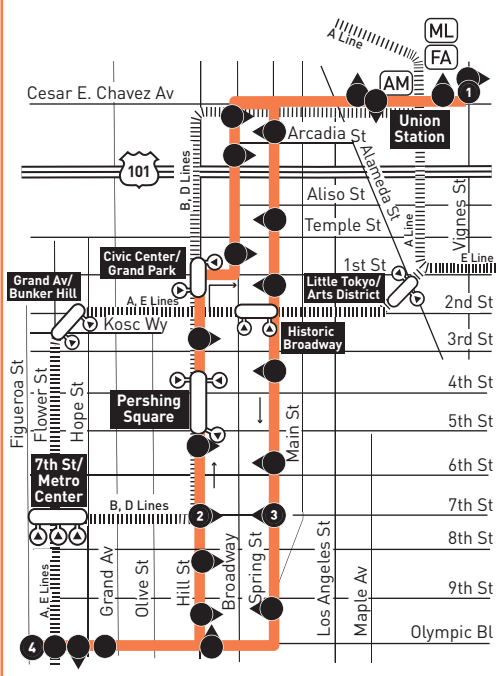 ML
A Line
FA
AM
1
Cesar E. Chavez Av
Union
Station
Arcadia St
B, D Lines
101
Alameda St
Vignes St
Aliso St
Temple St
A Line
Civic Center/
Grand Park
1st St
E Line
Grand Av/
Bunker Hill
Little Tokyo/
Arts District
A, E Lines
2nd St
Kosc Wy
Historic
Broadway
3rd St
4th St
Figueroa St
Flower St
Hope St
Pershing
Square
Main St
5th St
7th St/
Metro
Center
6th St
B, D Lines
2
3
7th St
8th St
A, E Lines
Grand Av
Olive St
Hill St
Broadway
Spring St
Los Angeles St
Maple Av
9th St
Olympic Bl
4